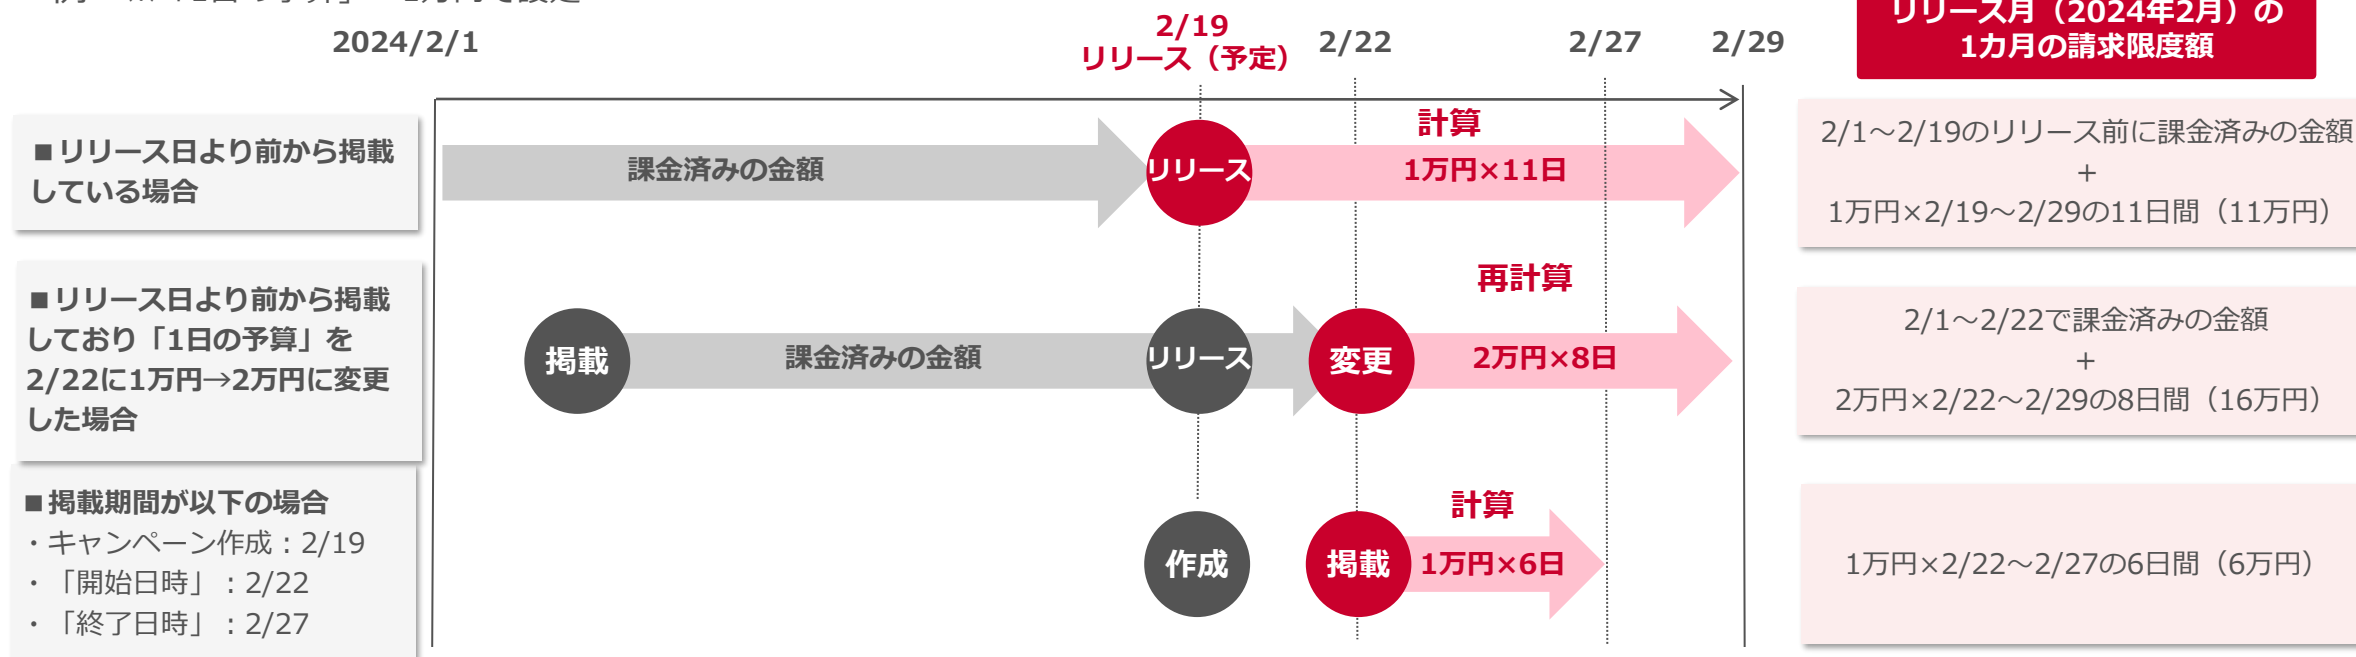 1万円で設定
2024/2/1
2/19
リリース（予定）
2/22
2/27
2/29
リリース月（2024年2月）の
1カ月の請求限度額
■リリース日より前から掲載
している場合
課金済みの金額
リリース
計算
1万円×11日
2/1～2/19のリリース前に課金済みの金額
+
1万円×2/19～2/29の11日間（11万円）
■リリース日より前から掲載
しており「1日の予算」を
2/22に1万円→2万円に変更
した場合
掲載
課金済みの金額
リリース
変更
再計算
2万円×8日
2/1～2/22で課金済みの金額
+
2万円×2/22～2/29の8日間（16万円）
■掲載期間が以下の場合
・キャンペーン作成：2/19
・「開始日時」：2/22
・「終了日時」：2/27
作成
掲載
計算
1万円×6日
1万円×2/22～2/27の6日間（6万円）